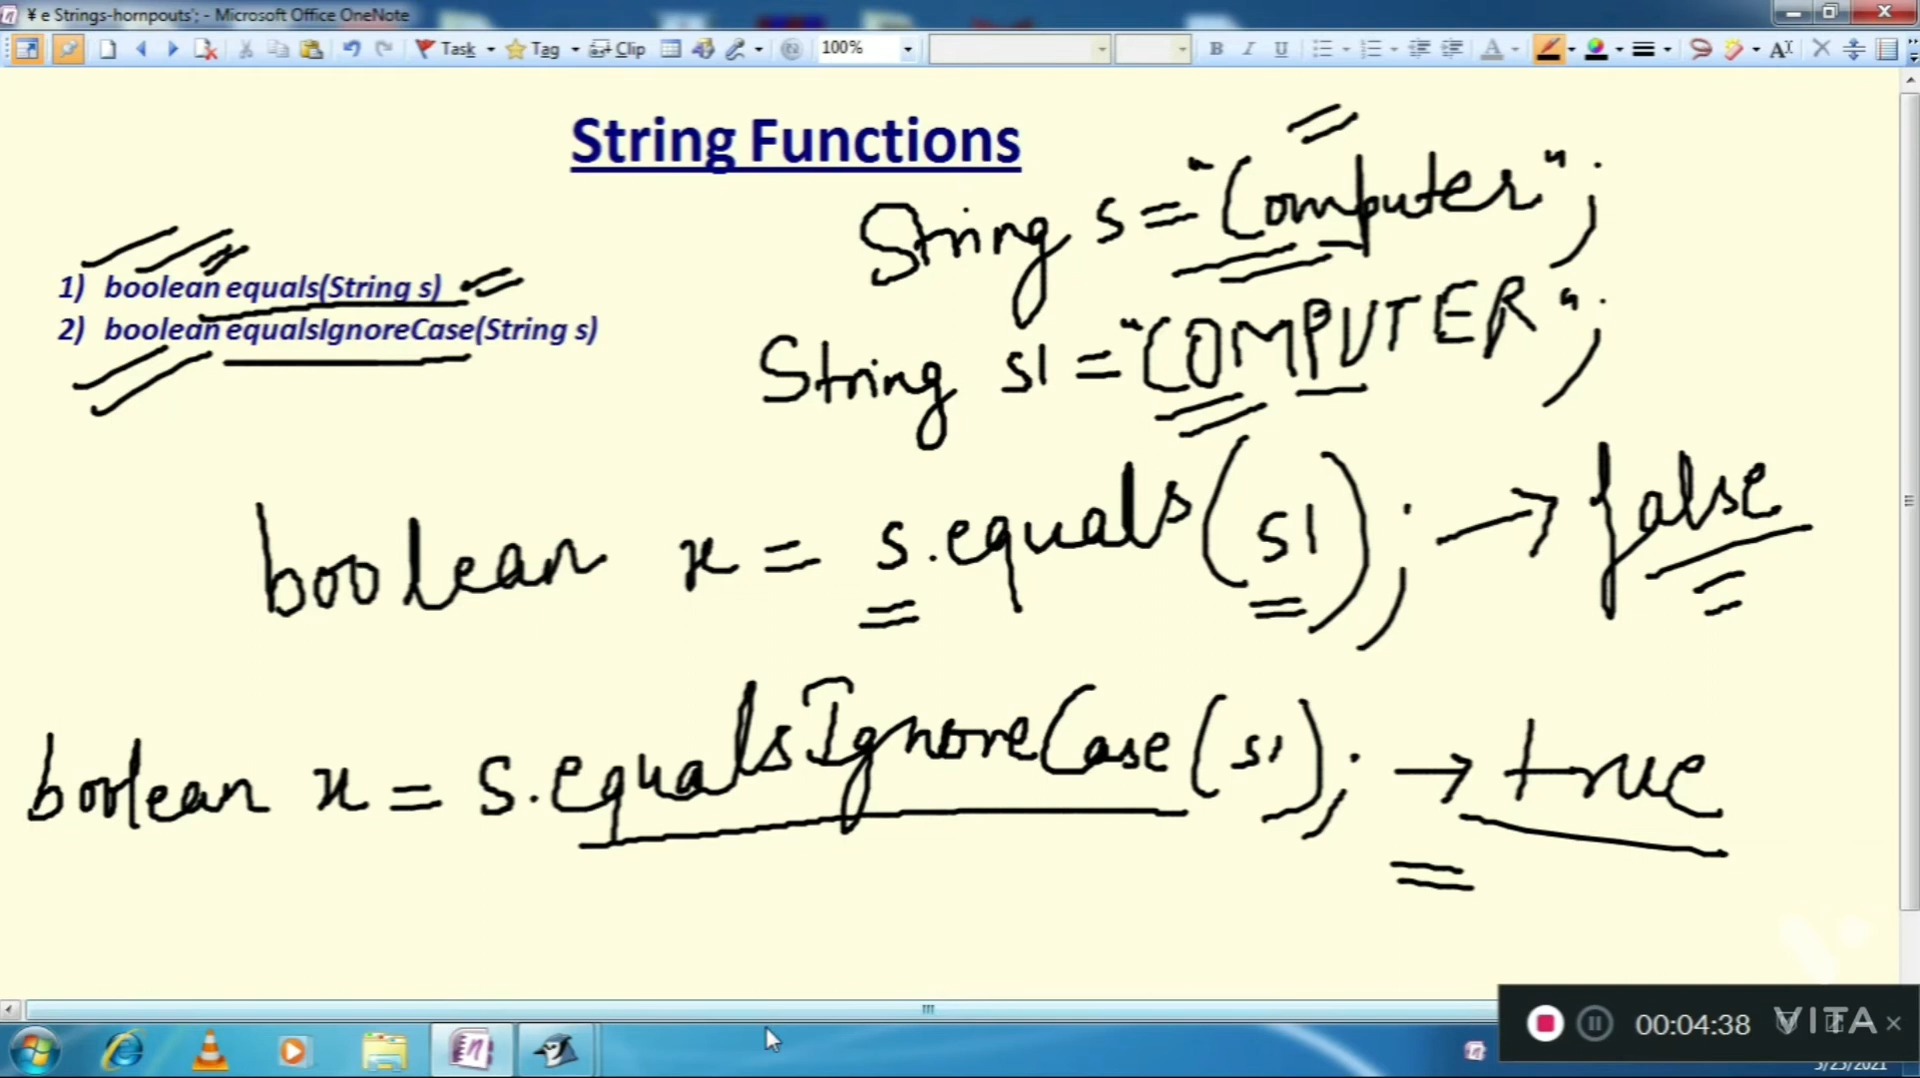 ¥ e Strings-hornpouts'; - Microsoft Office OneNote
Task Tag Clip 100% B I U
String Functions
String s = "Computer";
1) boolean equals(String s)
2) boolean equalsIgnoreCase(String s)
String s1 = "COMPUTER";
boolean x = s.equals(s1); → false
boolean x = s.equalsIgnoreCase(s1); → true
00:04:38 VITA